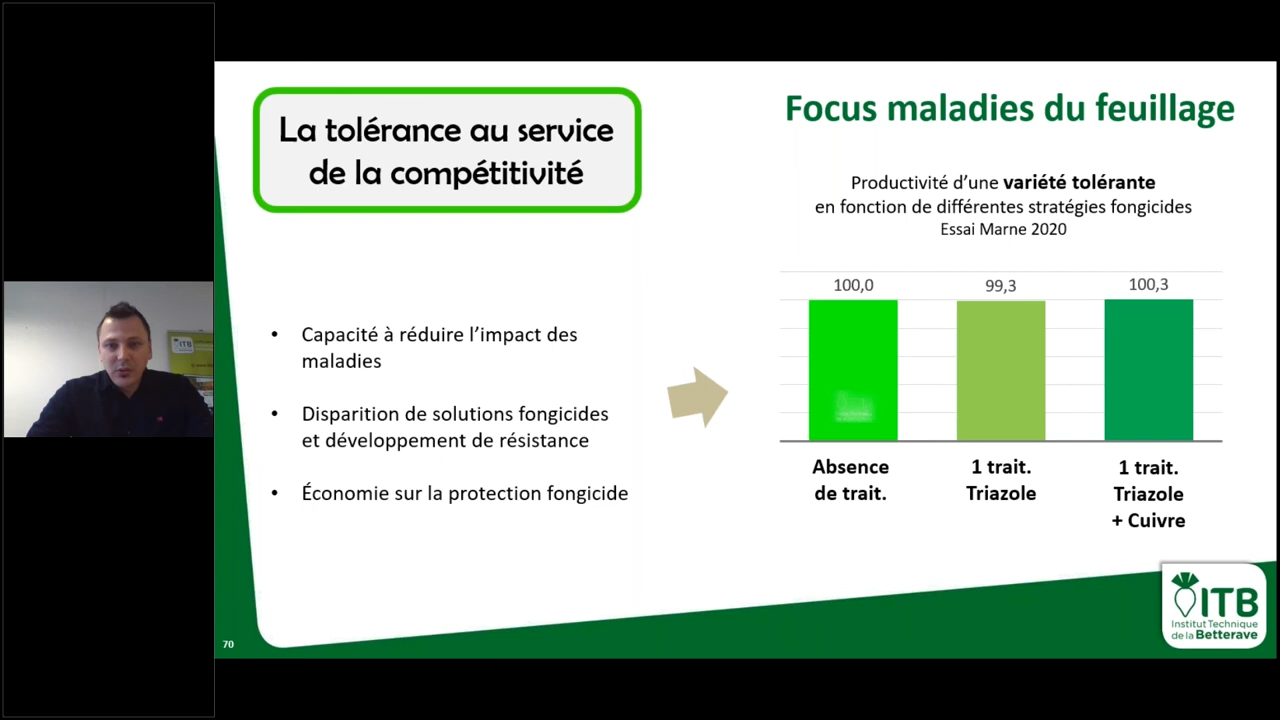 La tolérance au service
de la compétitivité
Focus maladies du feuillage
Productivité d’une variété tolérante
en fonction de différentes stratégies fongicides
Essai Marne 2020
• Capacité à réduire l’impact des
maladies
• Disparition de solutions fongicides
et développement de résistance
• Économie sur la protection fongicide
100,0
99,3
100,3
Absence
de trait.
1 trait.
Triazole
1 trait.
Triazole
+ Cuivre
70
ITB
Institut Technique
de la Betterave
ITB